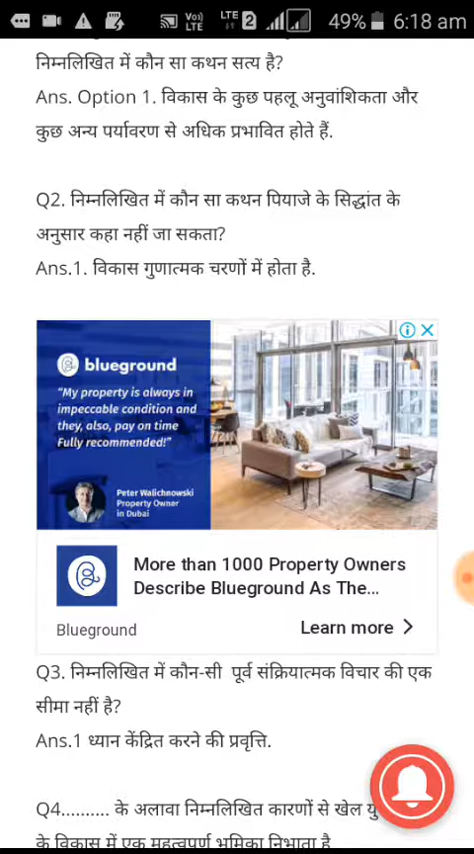 Vo)) LTE LTE 2 49% 6:18 am
निम्नलिखित में कौन सा कथन सत्य है?
Ans. Option 1. विकास के कुछ पहलू अनुवांशिकता और
कुछ अन्य पर्यावरण से अधिक प्रभावित होते हैं.
Q2. निम्नलिखित में कौन सा कथन पियाजे के सिद्धांत के
अनुसार कहा नहीं जा सकता?
Ans.1. विकास गुणात्मक चरणों में होता है.
blueground
"My property is always in
impeccable condition and
they, also, pay on time
Fully recommended!"
Peter Walichnowski
Property Owner
in Dubai
More than 1000 Property Owners
Describe Blueground As The...
Blueground
Learn more
Q3. निम्नलिखित में कौन-सी पूर्व संक्रियात्मक विचार की एक
सीमा नहीं है?
Ans.1 ध्यान केंद्रित करने की प्रवृत्ति.
Q4.......... के अलावा निम्नलिखित कारणों से खेल
के विकास में एक महत्वपूर्ण भूमिका निभाता है